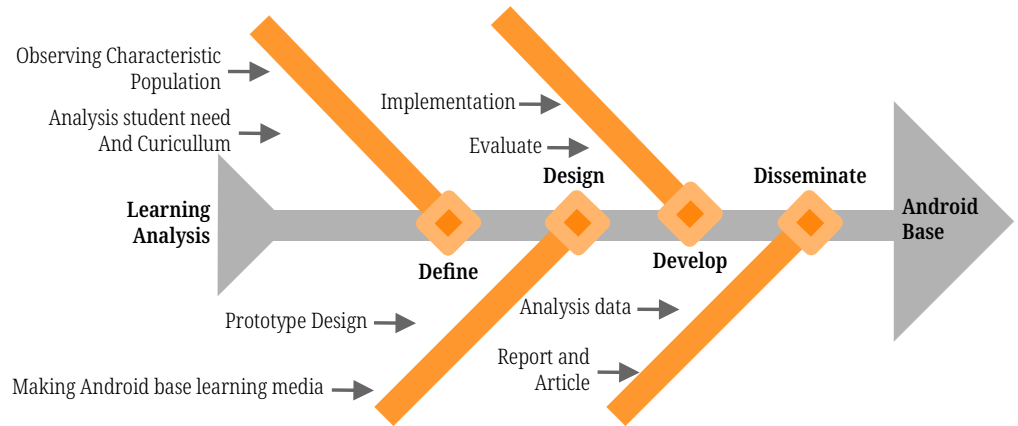 Observing Characteristic
Population
Analysis student need
And Curicullum
Implementation
Evaluate
Design
Disseminate
Learning
Analysis
Android
Base
Define
Develop
Prototype Design
Analysis data
Making Android base learning media
Report and
Article